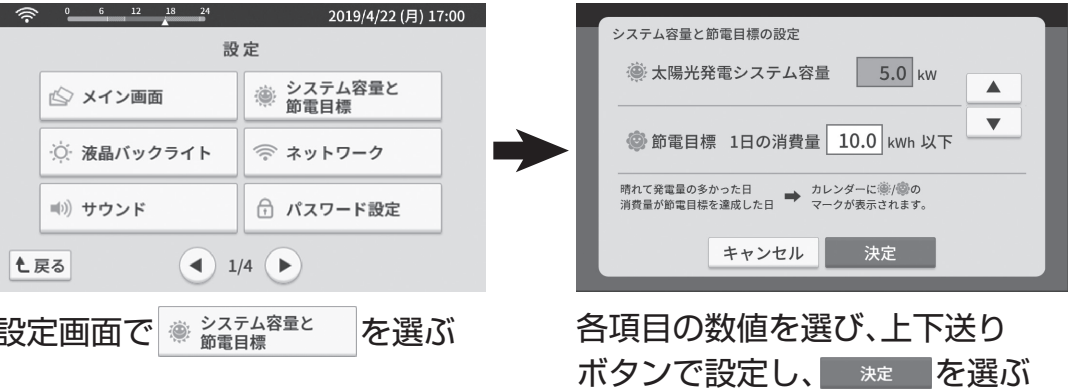 0 6 12 18 24
2019/4/22 (月) 17:00
設定
メイン画面
システム容量と
節電目標
液晶バックライト
ネットワーク
サウンド
パスワード設定
戻る
1/4
設定画面で システム容量と
節電目標 を選ぶ
システム容量と節電目標の設定
太陽光発電システム容量 5.0 kW
節電目標 1日の消費量 10.0 kWh 以下
晴れて発電量の多かった日
消費量が節電目標を達成した日
カレンダーに/の
マークが表示されます。
キャンセル
決定
各項目の数値を選び、上下送り
ボタンで設定し、 決定 を選ぶ